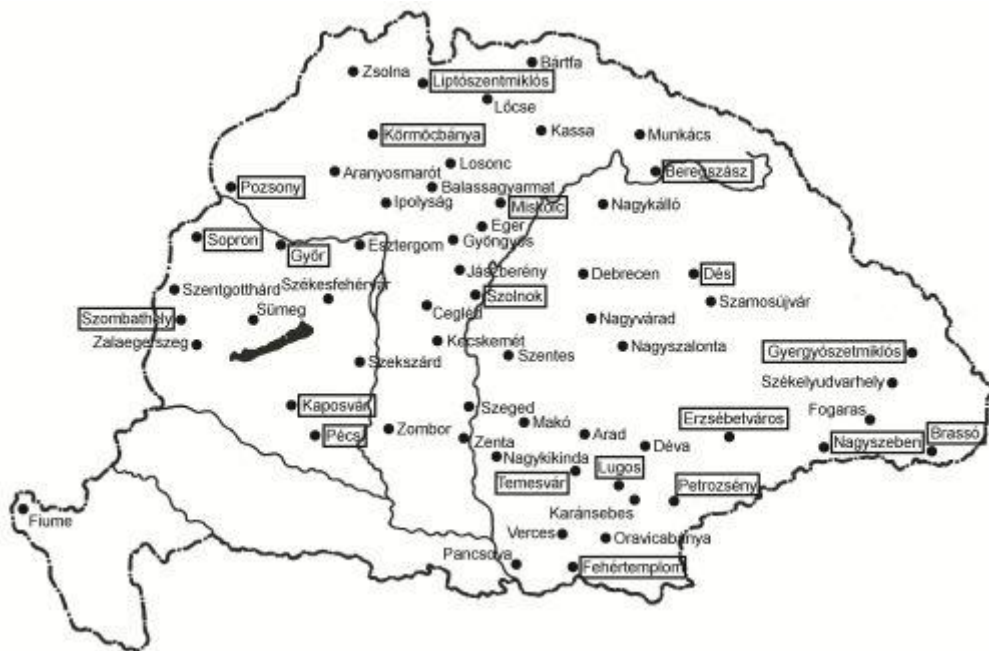 Bártfa
Zsolna
Liptószentmiklós
Lőcse
Körmöcbánya
Kassa
Munkács
Losonc
Aranyosmarót
Beregszász
Pozsony
Balassagyarmat
Ipolyság
Miskolc
Nagykálló
Eger
Sopron
Győr
Esztergom
Gyöngyös
Jászberény
Debrecen
Dés
Szentgotthárd
Székesfehérvár
Szolnok
Szamosújvár
Cegléd
Szombathely
Sümeg
Nagyvárad
Zalaegerszeg
Kecskemét
Szentes
Nagyszalonta
Gyergyószetmiklós
Szekszárd
Székelyudvarhely
Kaposvár
Szeged
Makó
Erzsébetváros
Fogaras
Pécs
Zombor
Zenta
Arad
Déva
Nagyszeben
Brassó
Nagykikinda
Lugos
Temesvár
Petrozsény
Karánsebes
Fiume
Verces
Oravicabánya
Pancsova
Fehértemplom